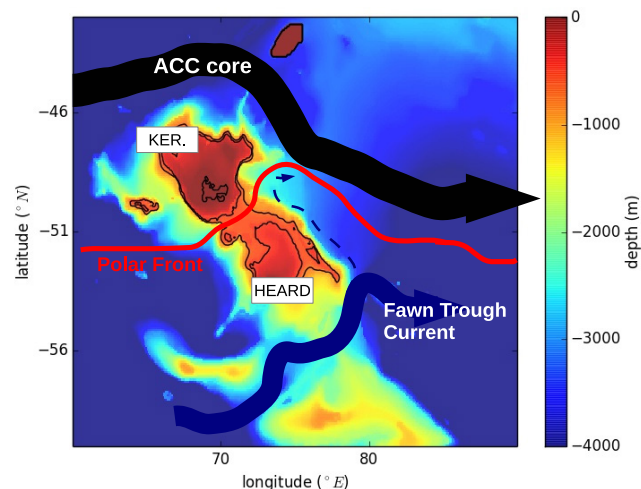 ACC core
KER.
Polar Front
HEARD
Fawn Trough
Current
−46
−51
−56
latitude (°N)
70
80
longitude (°E)
0
−1000
−2000
−3000
−4000
depth (m)